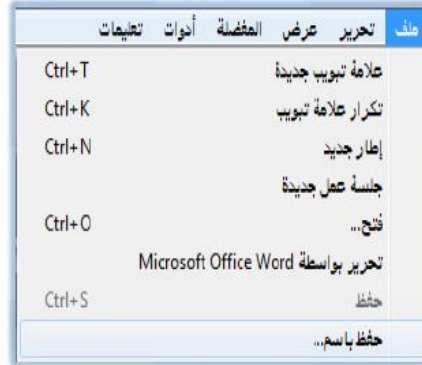 ملف تحرير عرض المفضلة أدوات تعليمات
علامة تبويب جديدة Ctrl+T
تكرار علامة تبويب Ctrl+K
إطار جديد Ctrl+N
جلسة عمل جديدة
فتح... Ctrl+O
تحرير بواسطة Microsoft Office Word
حفظ Ctrl+S
حفظ باسم...